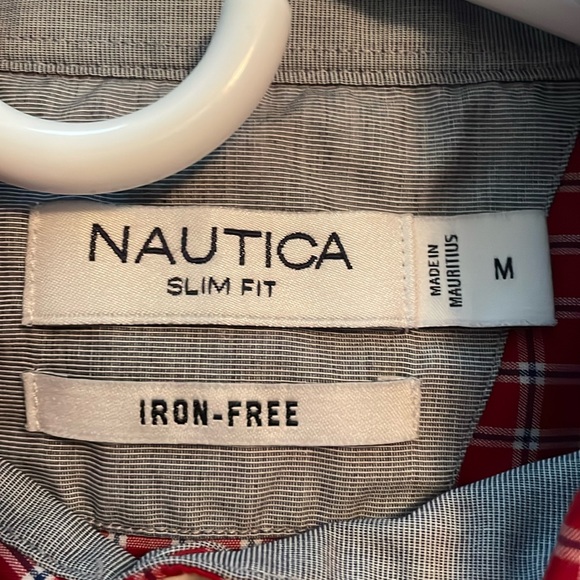 NAUTICA
SLIM FIT
MADE IN
MAURITIUS
M
IRON-FREE